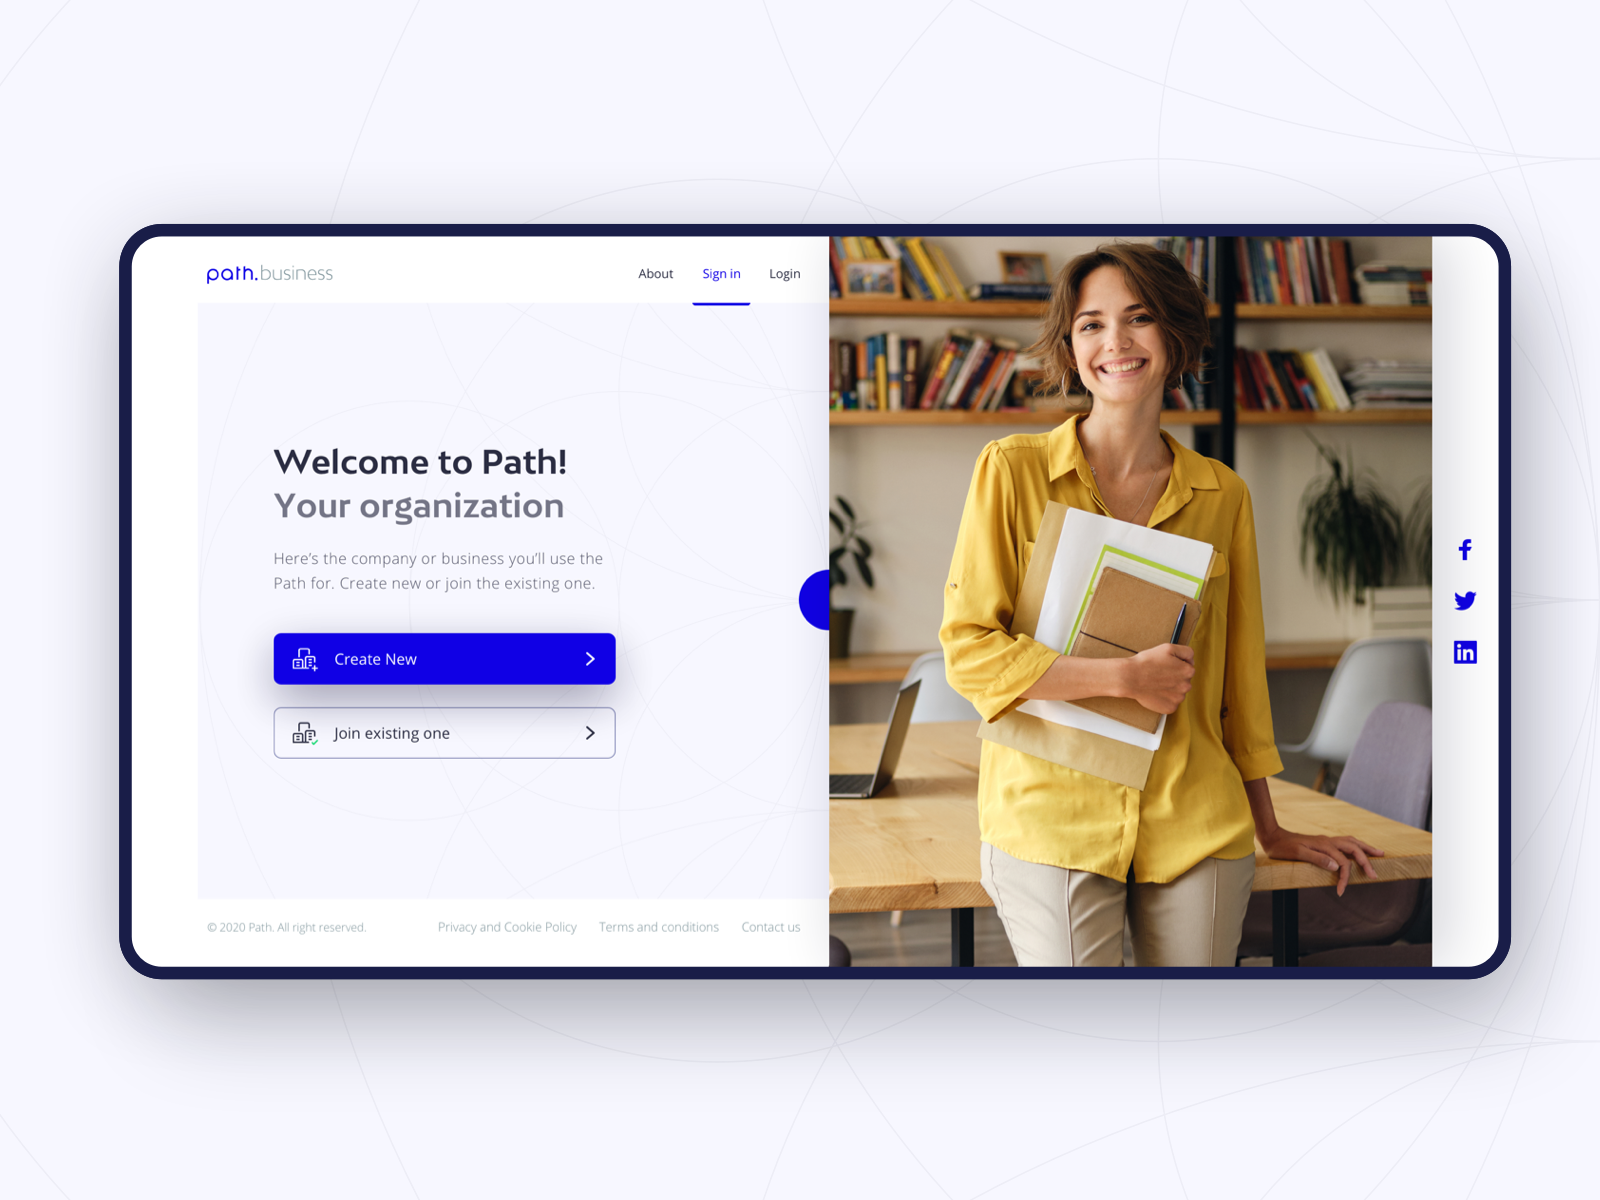 path.business
About
Sign in
Login
Welcome to Path!
Your organization
Here's the company or business you'll use the
Path for. Create new or join the existing one.
Create New
Join existing one
© 2020 Path. All right reserved.
Privacy and Cookie Policy
Terms and conditions
Contact us
in